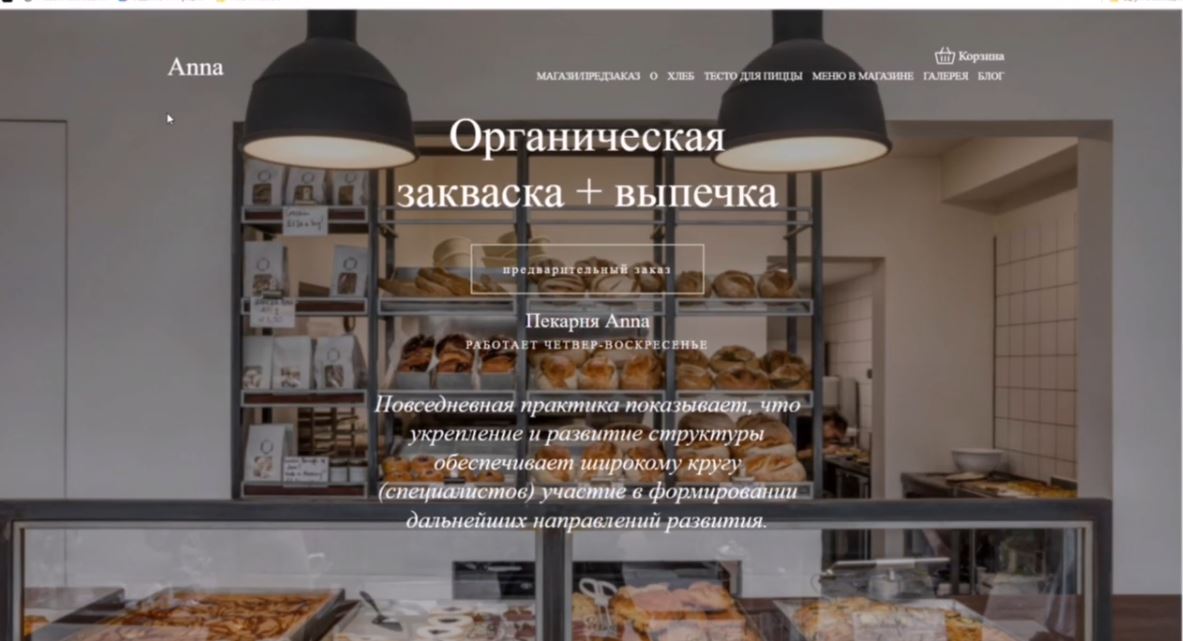 Anna
Корзина
МАГАЗИ/ПРЕДЗАКАЗ О ХЛЕБ ТЕСТО ДЛЯ ПИЦЦЫ МЕНЮ В МАГАЗИНЕ ГАЛЕРЕЯ БЛОГ
Органическая
закваска + выпечка
предварительный заказ
Пекарня Anna
РАБОТАЕТ ЧЕТВЕР-ВОСКРЕСЕНЬЕ
Повседневная практика показывает, что
укрепление и развитие структуры
обеспечивает широкому кругу
(специалистов) участие в формировании
дальнейших направлений развития.